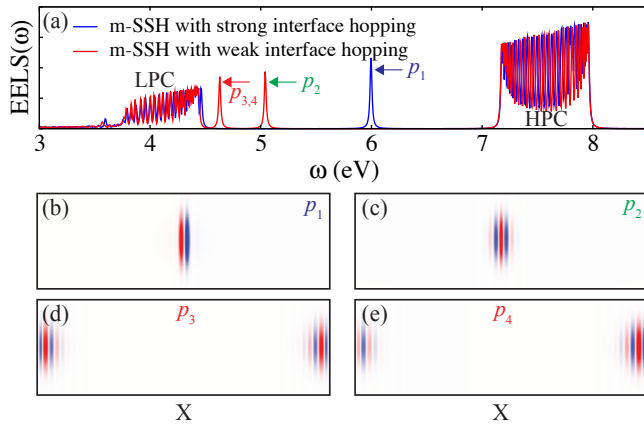 (a)
m-SSH with strong interface hopping
m-SSH with weak interface hopping
EELS(ω)
LPC
p3,4
p2
p1
HPC
3 4 5 6 7 8
ω (eV)
(b) p1
(c) p2
(d) p3
(e) p4
X X